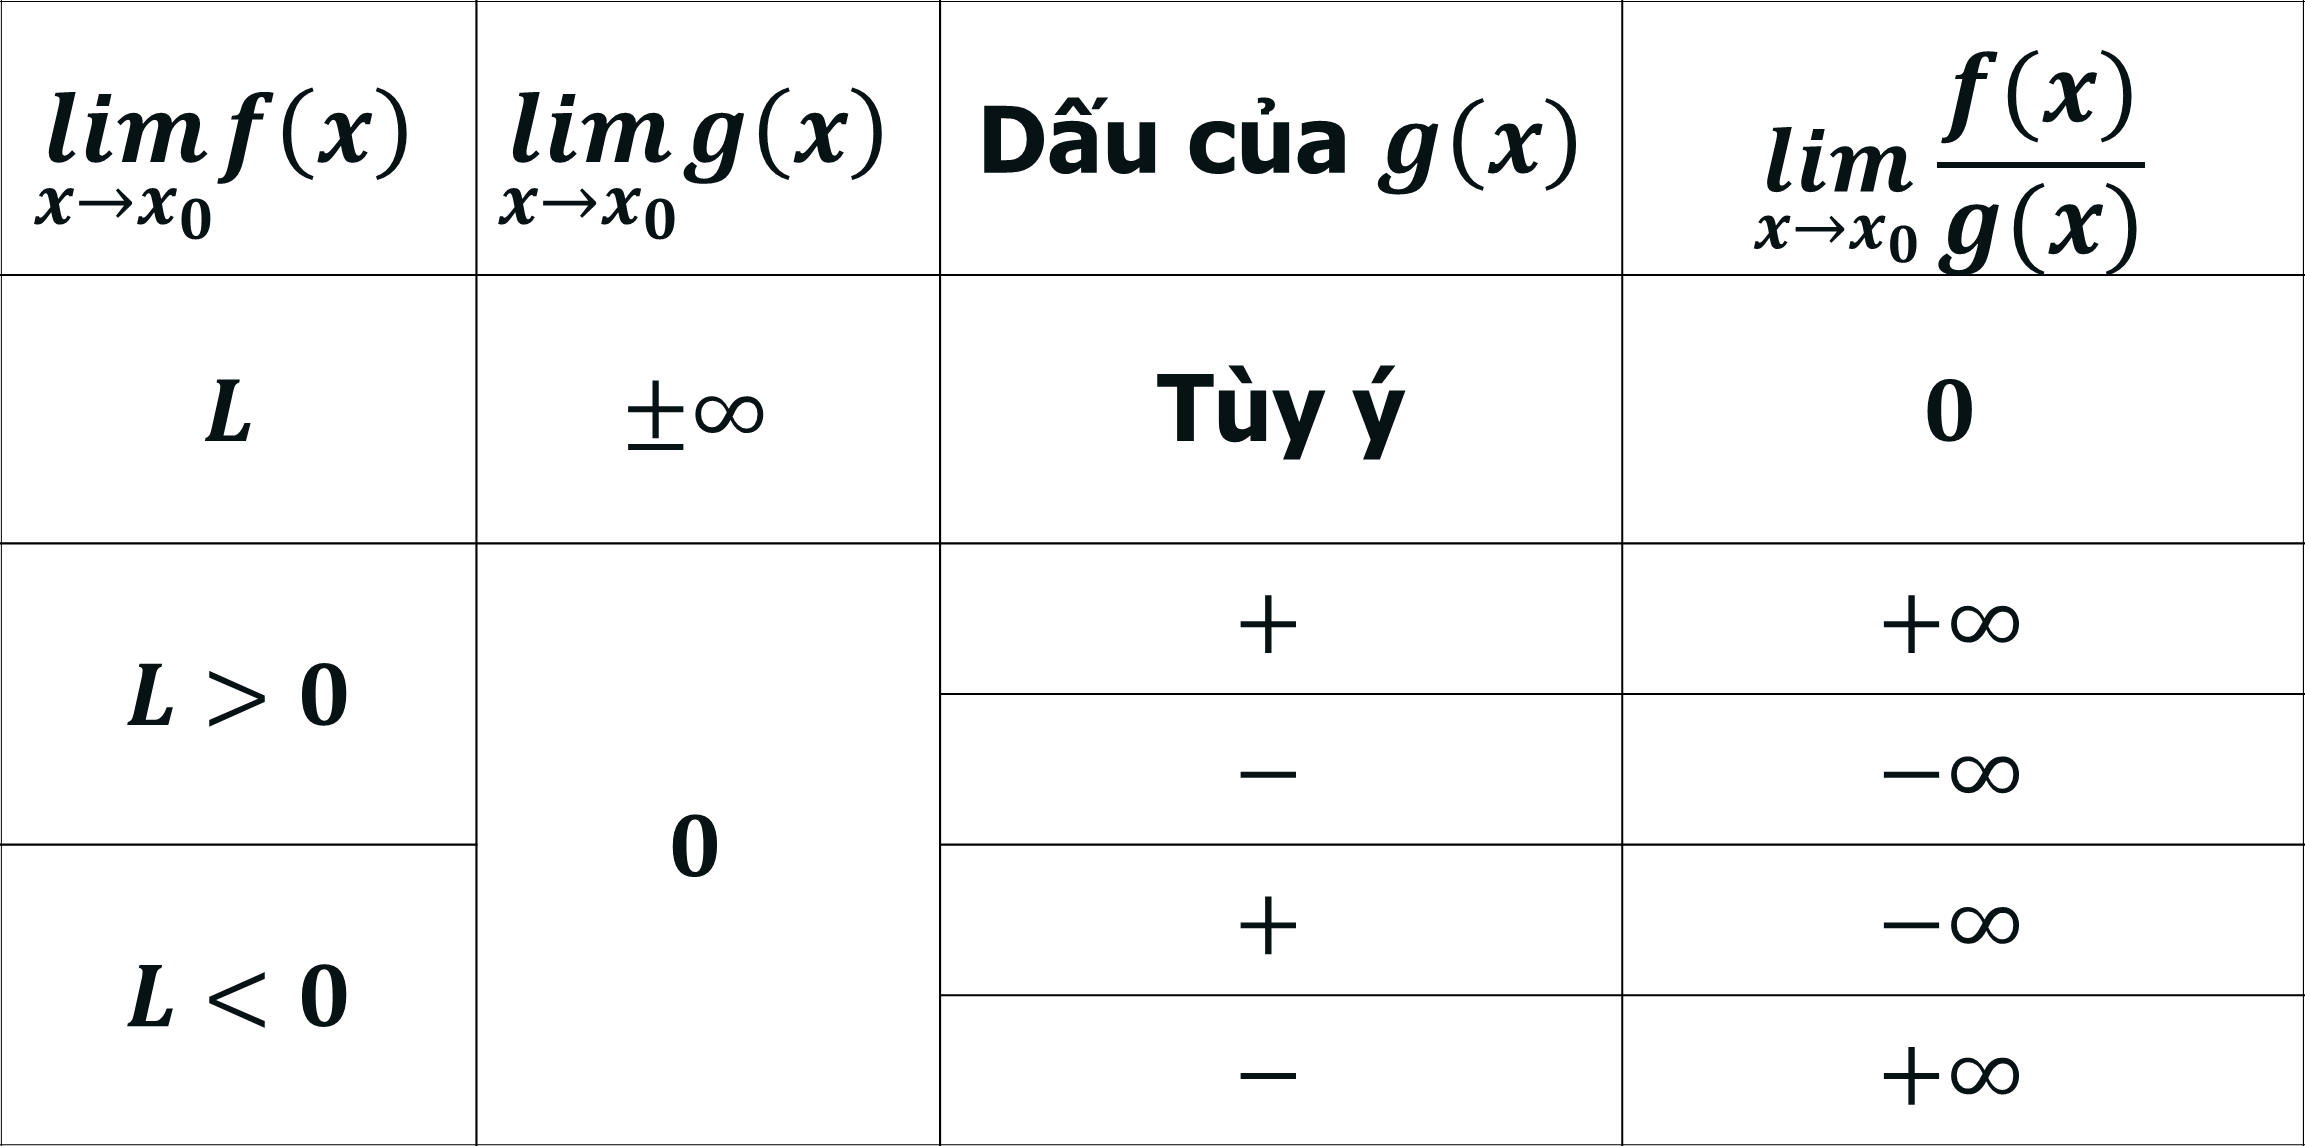 lim f(x)
x→x₀
lim g(x)
x→x₀
Dấu của g(x)
lim f(x)/g(x)
x→x₀
L
±∞
Tùy ý
0
L > 0
0
+
+∞
−
−∞
L < 0
+
−∞
−
+∞